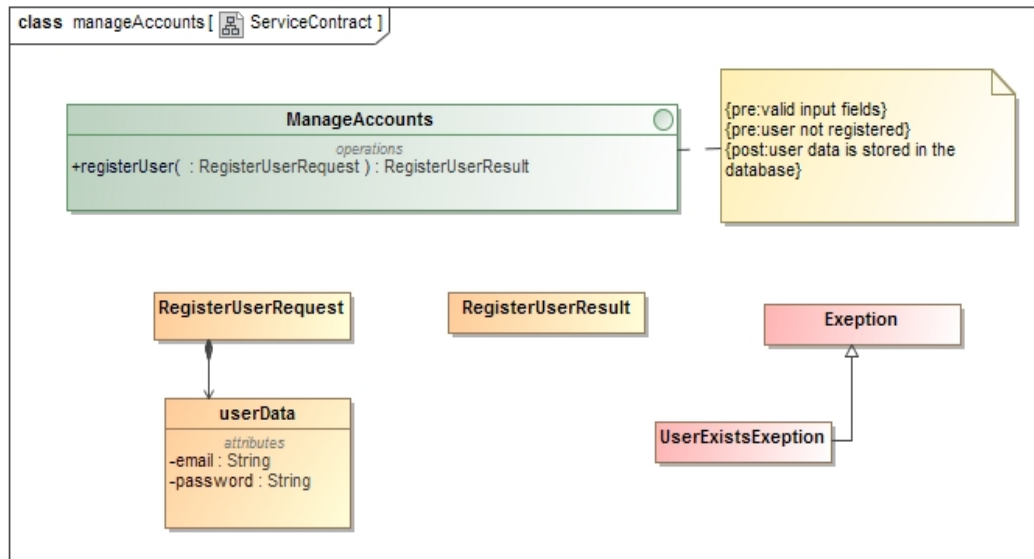 class manageAccounts [ ServiceContract ]
ManageAccounts
operations
+registerUser( : RegisterUserRequest ) : RegisterUserResult
{pre:valid input fields}
{pre:user not registered}
{post:user data is stored in the
database}
RegisterUserRequest
RegisterUserResult
Exeption
userData
attributes
-email : String
-password : String
UserExistsExeption